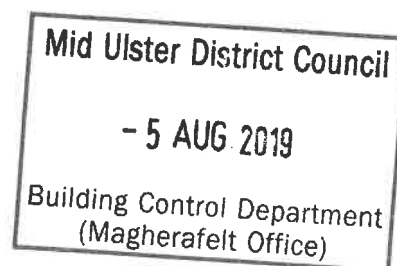 Mid Ulster District Council
- 5 AUG 2019
Building Control Department
(Magherafelt Office)